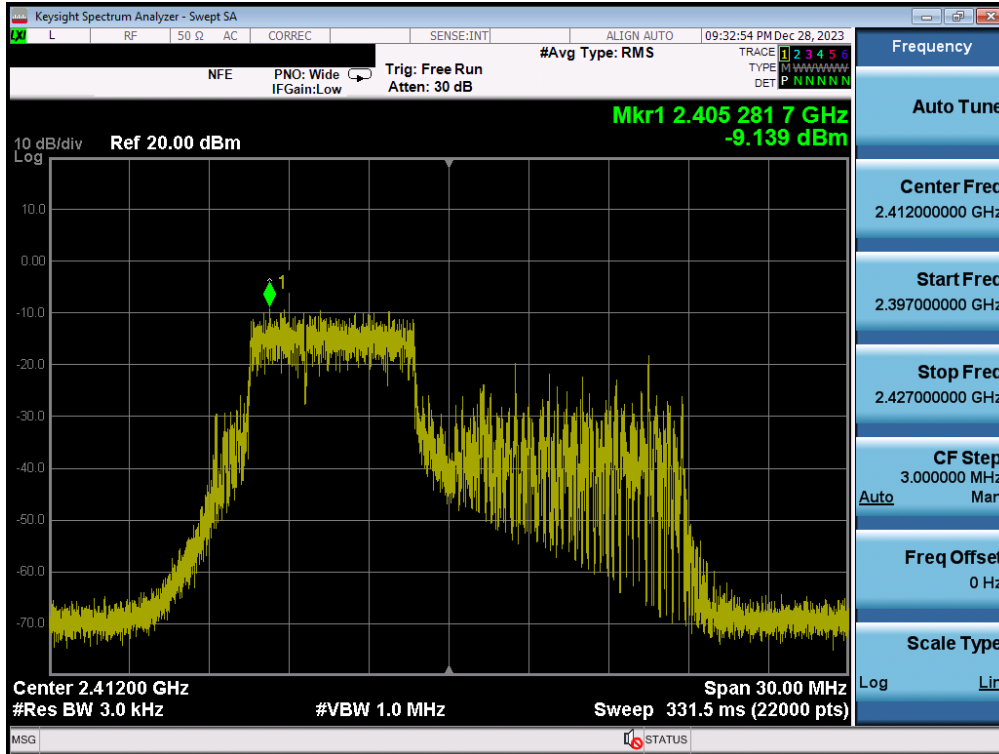 Keysight Spectrum Analyzer - Swept SA
LXI L RF 50 Ω AC CORREC SENSE:INT ALIGN AUTO 09:32:54 PM Dec 28, 2023
NFE PNO: Wide IFGain:Low Trig: Free Run Atten: 30 dB #Avg Type: RMS
TRACE 1 2 3 4 5 6
TYPE M WWWWW
DET P N N N N N
Mkr1 2.405 281 7 GHz
-9.139 dBm
10 dB/div Ref 20.00 dBm
Log
10.0
0.00
-10.0
-20.0
-30.0
-40.0
-50.0
-60.0
-70.0
1
Center 2.41200 GHz Span 30.00 MHz
#Res BW 3.0 kHz #VBW 1.0 MHz Sweep 331.5 ms (22000 pts)
MSG STATUS
Frequency
Auto Tune
Center Freq
2.412000000 GHz
Start Freq
2.397000000 GHz
Stop Freq
2.427000000 GHz
CF Step
3.000000 MHz
Auto Man
Freq Offset
0 Hz
Scale Type
Log Lin